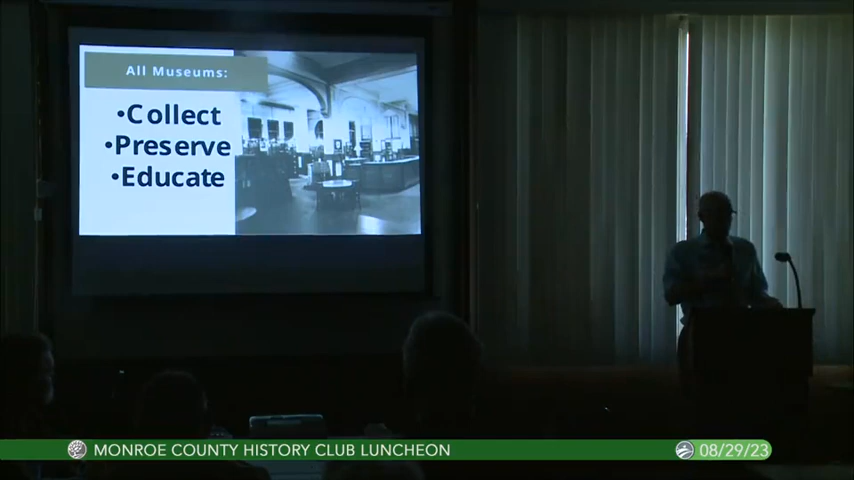 All Museums:
•Collect
•Preserve
•Educate
MONROE COUNTY HISTORY CLUB LUNCHEON
08/29/23